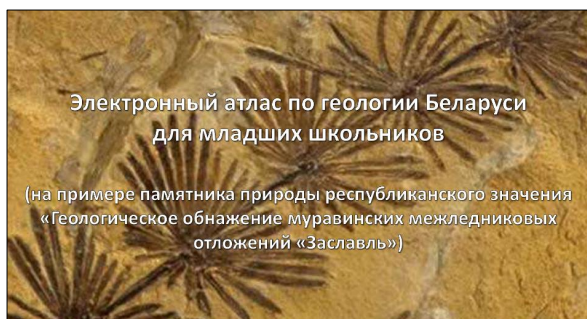 Электронный атлас по геологии Беларуси
для младших школьников
(на примере памятника природы республиканского значения
«Геологическое обнажение муравинских межледниковых
отложений «Заславль»)